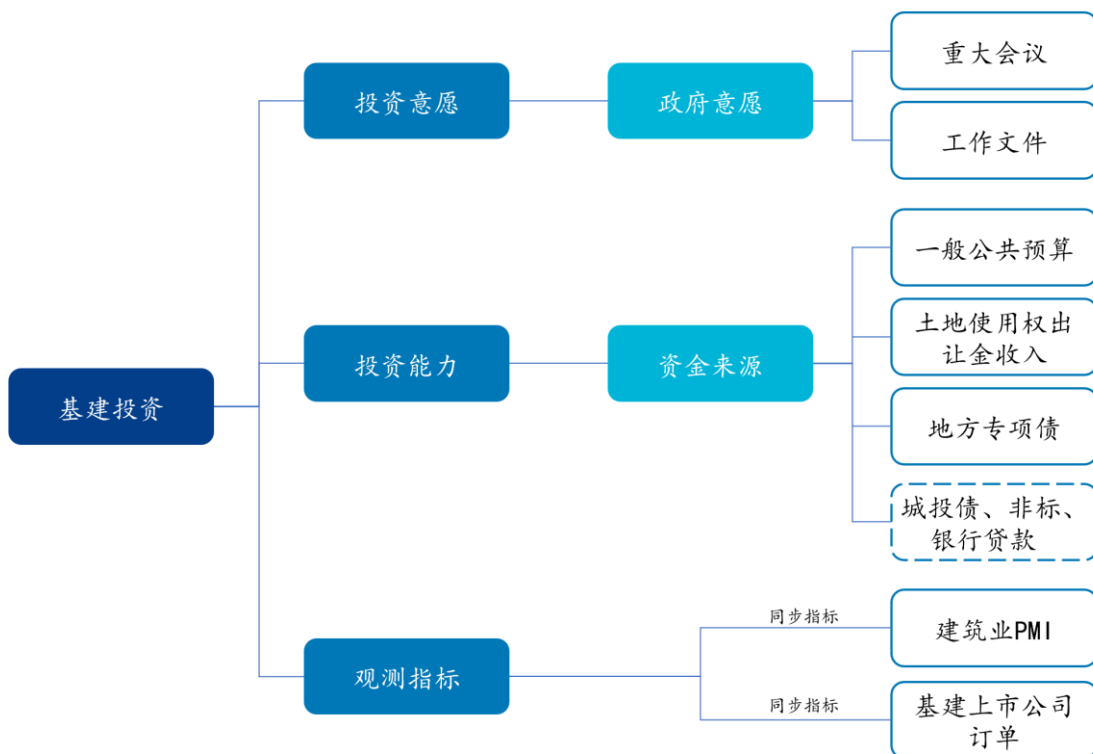 重大会议
投资意愿
政府意愿
工作文件
一般公共预算
土地使用权出
让金收入
投资能力
资金来源
基建投资
地方专项债
城投债、非标、
银行贷款
同步指标
建筑业PMI
观测指标
同步指标
基建上市公司
订单